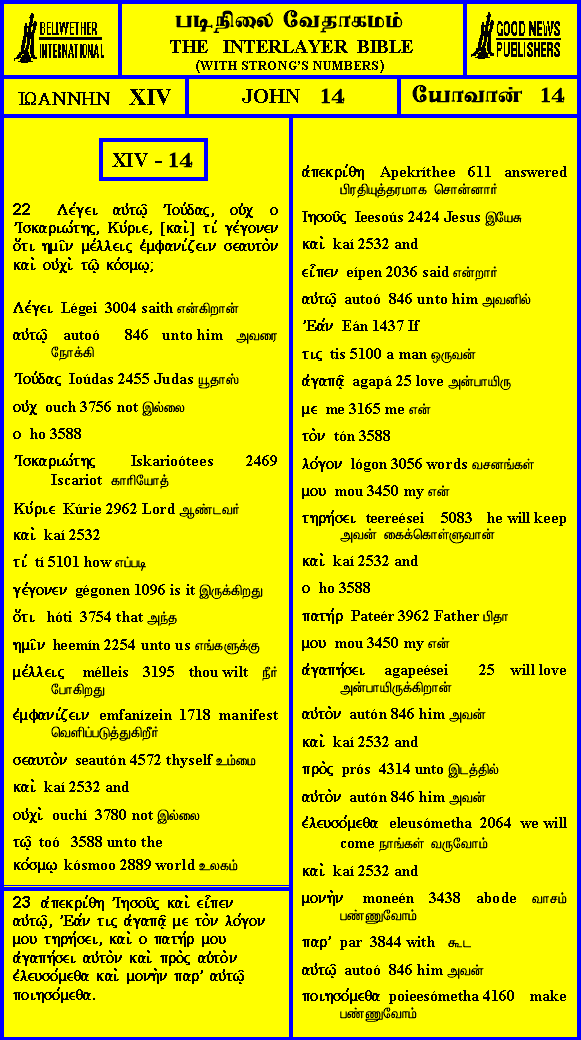 BELIWETHER
INTERNATIONAL
படிநிலை வேதாகமம்
THE INTERLAYER BIBLE
(WITH STRONG'S NUMBERS)
GOOD NEWS
PUBLISHERS
ΙΩΑΝΝΗΝ XIV
JOHN 14
யோவான் 14
XIV - 14
22 Λέγει αὐτῷ Ἰούδας, οὐχ ο
Ἰσκαριώτης, Κύριε, [καὶ] τί γέγονεν
ὅτι ημῖν μέλλεις ἐμφανίζειν σεαυτὸν
καὶ οὐχὶ τῷ κόσμῳ;
Λέγει Légei 3004 saith என்கிறான்
αὐτῷ autoó 846 unto him அவரை
நோக்கி
Ἰούδας Ioúdas 2455 Judas யூதாஸ்
οὐχ ouch 3756 not இல்லை
ο ho 3588
Ἰσκαριώτης Iskarioótees 2469
Iscariot காரியோத்
Κύριε Kúrie 2962 Lord ஆண்டவர்
καὶ kaí 2532
τί tí 5101 how எப்படி
γέγονεν gégonen 1096 is it இருக்கிறது
ὅτι hóti 3754 that அந்த
ημῖν heemín 2254 unto us எங்களுக்கு
μέλλεις mélleis 3195 thou wilt நீர்
போகிறது
ἐμφανίζειν emfanízein 1718 manifest
வெளிப்படுத்துகிறீர்
σεαυτὸν seautón 4572 thyself உம்மை
καὶ kaí 2532 and
οὐχὶ ouchí 3780 not இல்லை
τῷ toó 3588 unto the
κόσμῳ kósmoo 2889 world உலகம்
23 ἀπεκρίθη Ἰησοῦς καὶ εἶπεν
αὐτῷ, Ἐάν τις ἀγαπᾷ με τὸν λόγον
μου τηρήσει, καὶ ο πατήρ μου
ἀγαπήσει αὐτὸν καὶ πρὸς αὐτὸν
ἐλευσόμεθα καὶ μονὴν παρ' αὐτῷ
ποιησόμεθα.
ἀπεκρίθη Apekríthee 611 answered
பிரதியுத்தரமாக சொன்னார்
Ιησοῦς Ieesoús 2424 Jesus இயேசு
καὶ kaí 2532 and
εἶπεν eípen 2036 said என்றார்
αὐτῷ autoó 846 unto him அவனில்
Ἐάν Eán 1437 If
τις tis 5100 a man ஒருவன்
ἀγαπᾷ agapá 25 love அன்பாயிரு
με me 3165 me என்
τὸν tón 3588
λόγον lógon 3056 words வசனங்கள்
μου mou 3450 my என்
τηρήσει teereései 5083 he will keep
அவன் கைக்கொள்ளுவான்
καὶ kaí 2532 and
ο ho 3588
πατήρ Pateér 3962 Father பிதா
μου mou 3450 my என்
ἀγαπήσει agapeései 25 will love
அன்பாயிருக்கிறான்
αὐτὸν autón 846 him அவன்
καὶ kaí 2532 and
πρὸς prós 4314 unto இடத்தில்
αὐτὸν autón 846 him அவன்
ἐλευσόμεθα eleusómetha 2064 we will
come நாங்கள் வருவோம்
καὶ kaí 2532 and
μονὴν moneén 3438 abode வாசம்
பண்ணுவோம்
παρ' par 3844 with கூட
αὐτῷ autoó 846 him அவன்
ποιησόμεθα poieesómetha 4160 make
பண்ணுவோம்